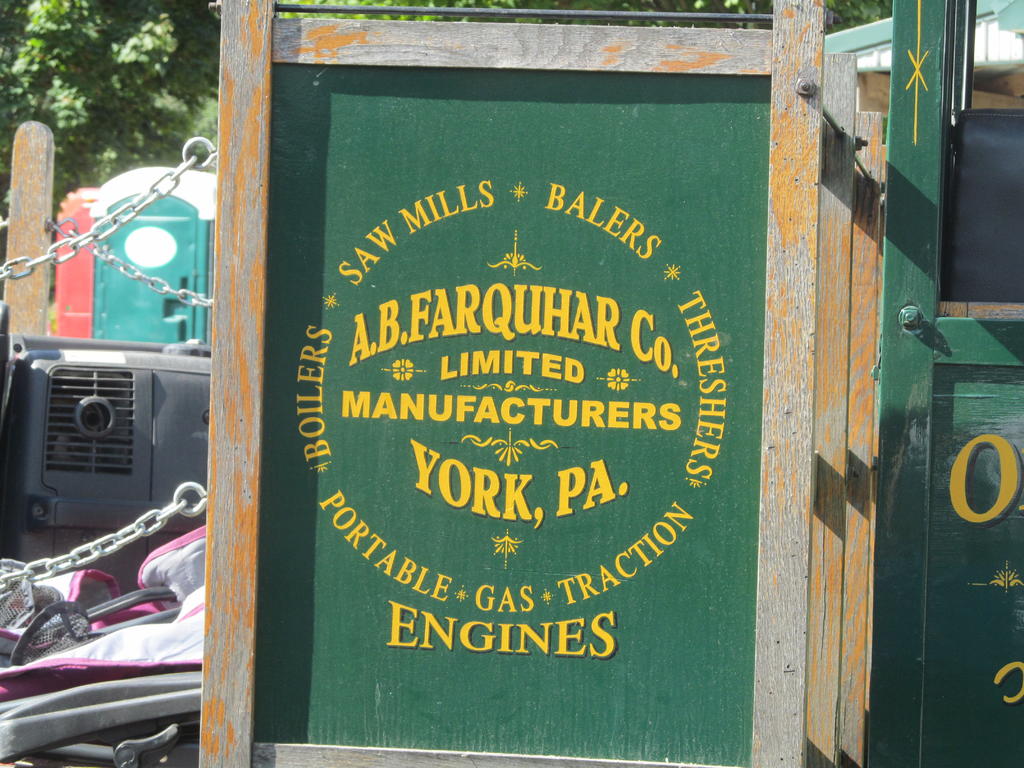 BOILERS * SAW MILLS * BALERS * THRESHERS
A.B.FARQUHAR Co.
LIMITED
MANUFACTURERS
YORK, PA.
PORTABLE * GAS * TRACTION
ENGINES